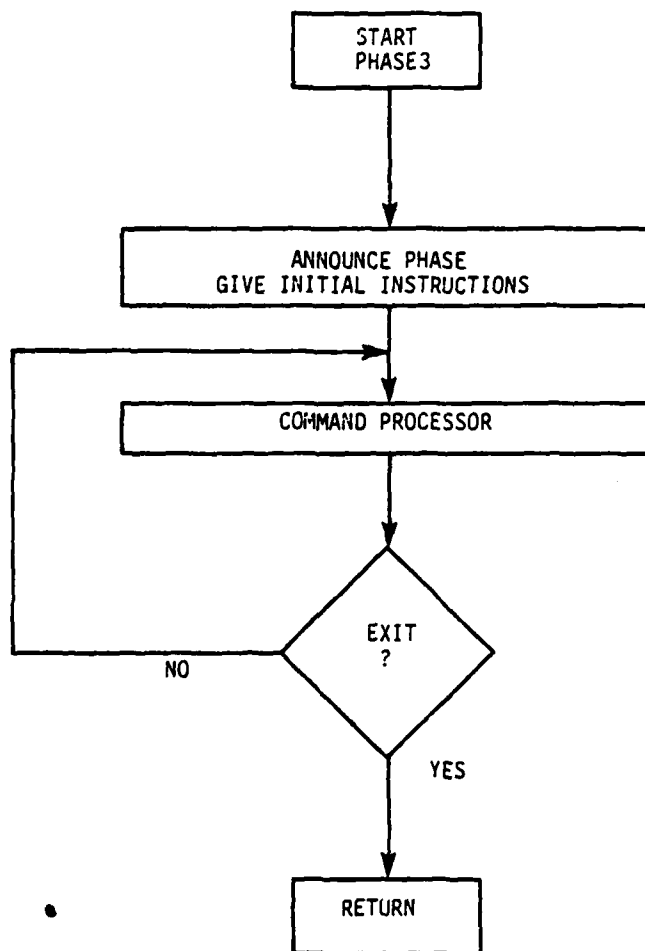 START
PHASE3
ANNOUNCE PHASE
GIVE INITIAL INSTRUCTIONS
COMMAND PROCESSOR
EXIT
?
NO
YES
RETURN